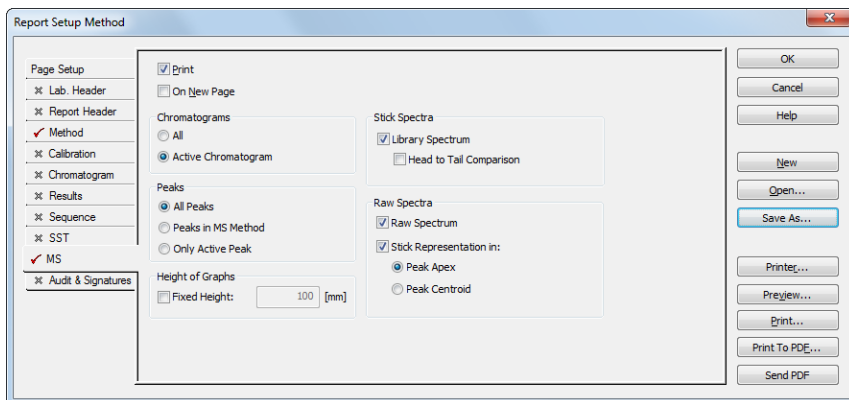 Report Setup Method
Page Setup
Lab. Header
Report Header
Method
Calibration
Chromatogram
Results
Sequence
SST
MS
Audit & Signatures
Print
On New Page
Chromatograms
All
Active Chromatogram
Peaks
All Peaks
Peaks in MS Method
Only Active Peak
Height of Graphs
Fixed Height: 100 [mm]
Stick Spectra
Library Spectrum
Head to Tail Comparison
Raw Spectra
Raw Spectrum
Stick Representation in:
Peak Apex
Peak Centroid
OK
Cancel
Help
New
Open...
Save As...
Printer...
Preview...
Print...
Print To PDF...
Send PDF